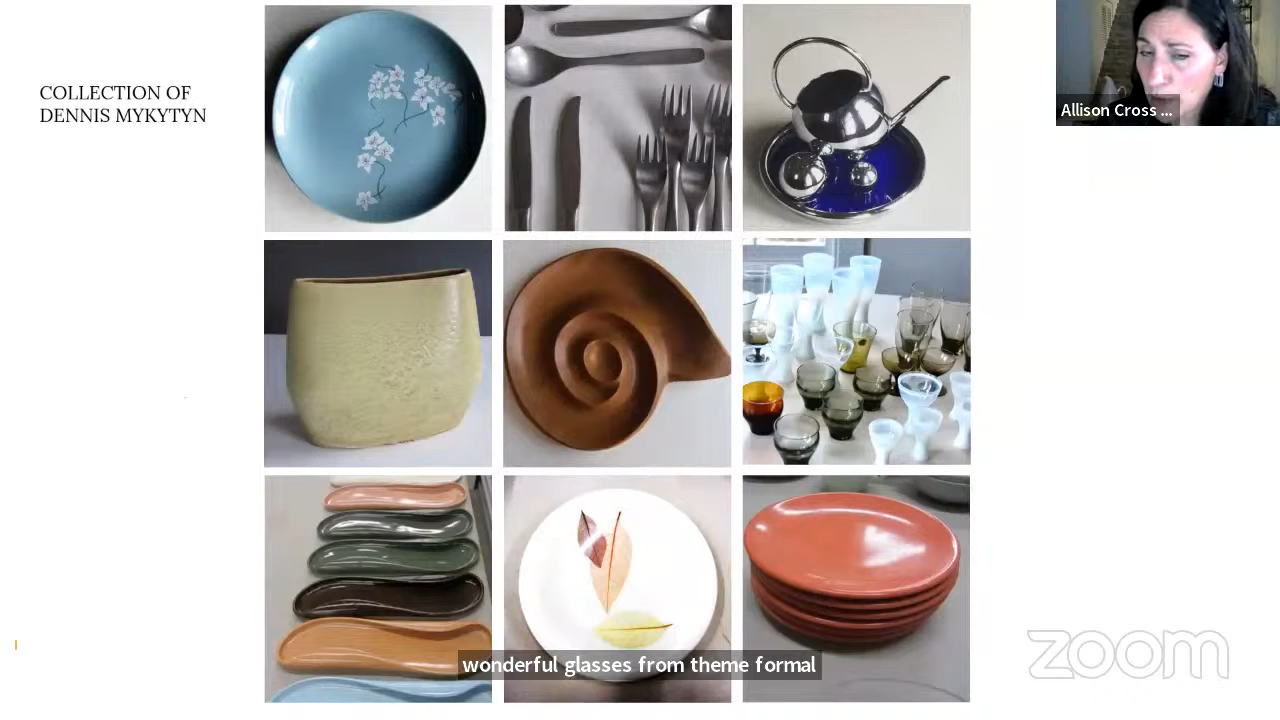 COLLECTION OF
DENNIS MYKYTYN
Allison Cross ...
wonderful glasses from theme formal
zoom